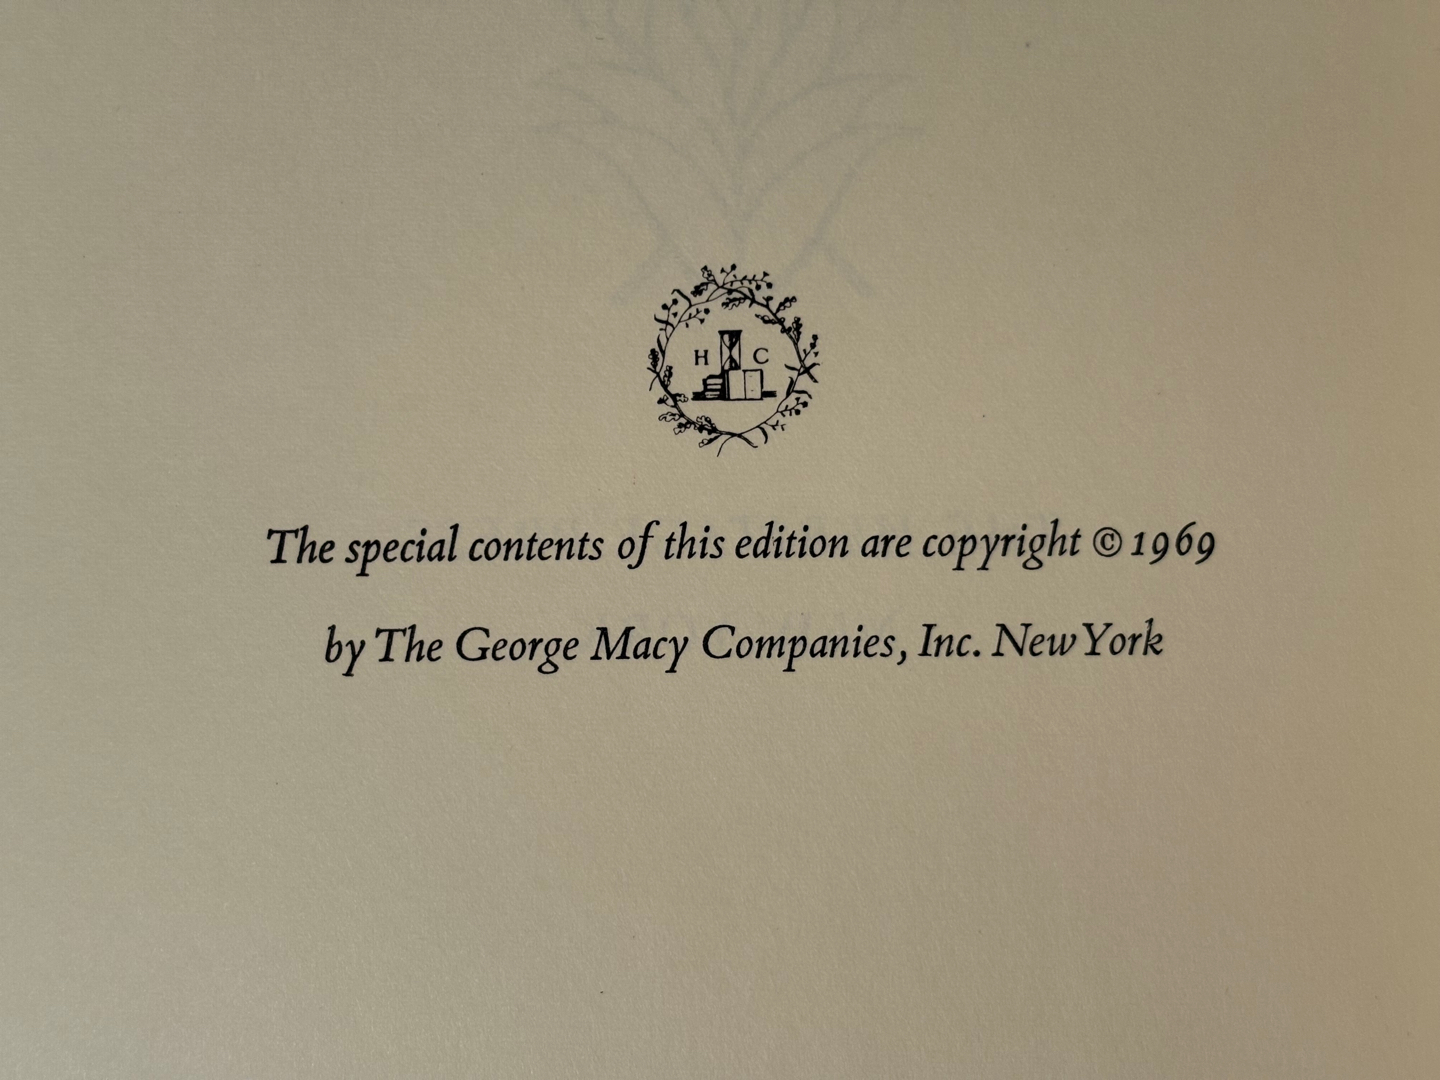 H C
The special contents of this edition are copyright © 1969
by The George Macy Companies, Inc. New York